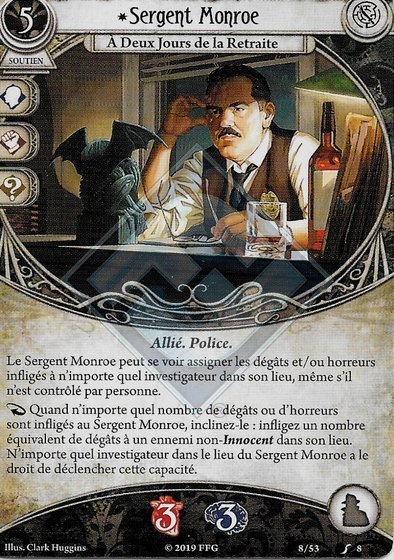 5
Sergent Monroe
À Deux Jours de la Retraite
SOUTIEN
?
Allié. Police.
Le Sergent Monroe peut se voir assigner les dégâts et/ou horreurs
infligés à n'importe quel investigateur dans son lieu, même s'il
n'est contrôlé par personne.
Quand n'importe quel nombre de dégâts ou d'horreurs
sont infligés au Sergent Monroe, inclinez-le : infligez un nombre
équivalent de dégâts à un ennemi non-Innocent dans son lieu.
N'importe quel investigateur dans le lieu du Sergent Monroe a
le droit de déclencher cette capacité.
3
3
Illus. Clark Huggins
© 2019 FFG
8/53
8